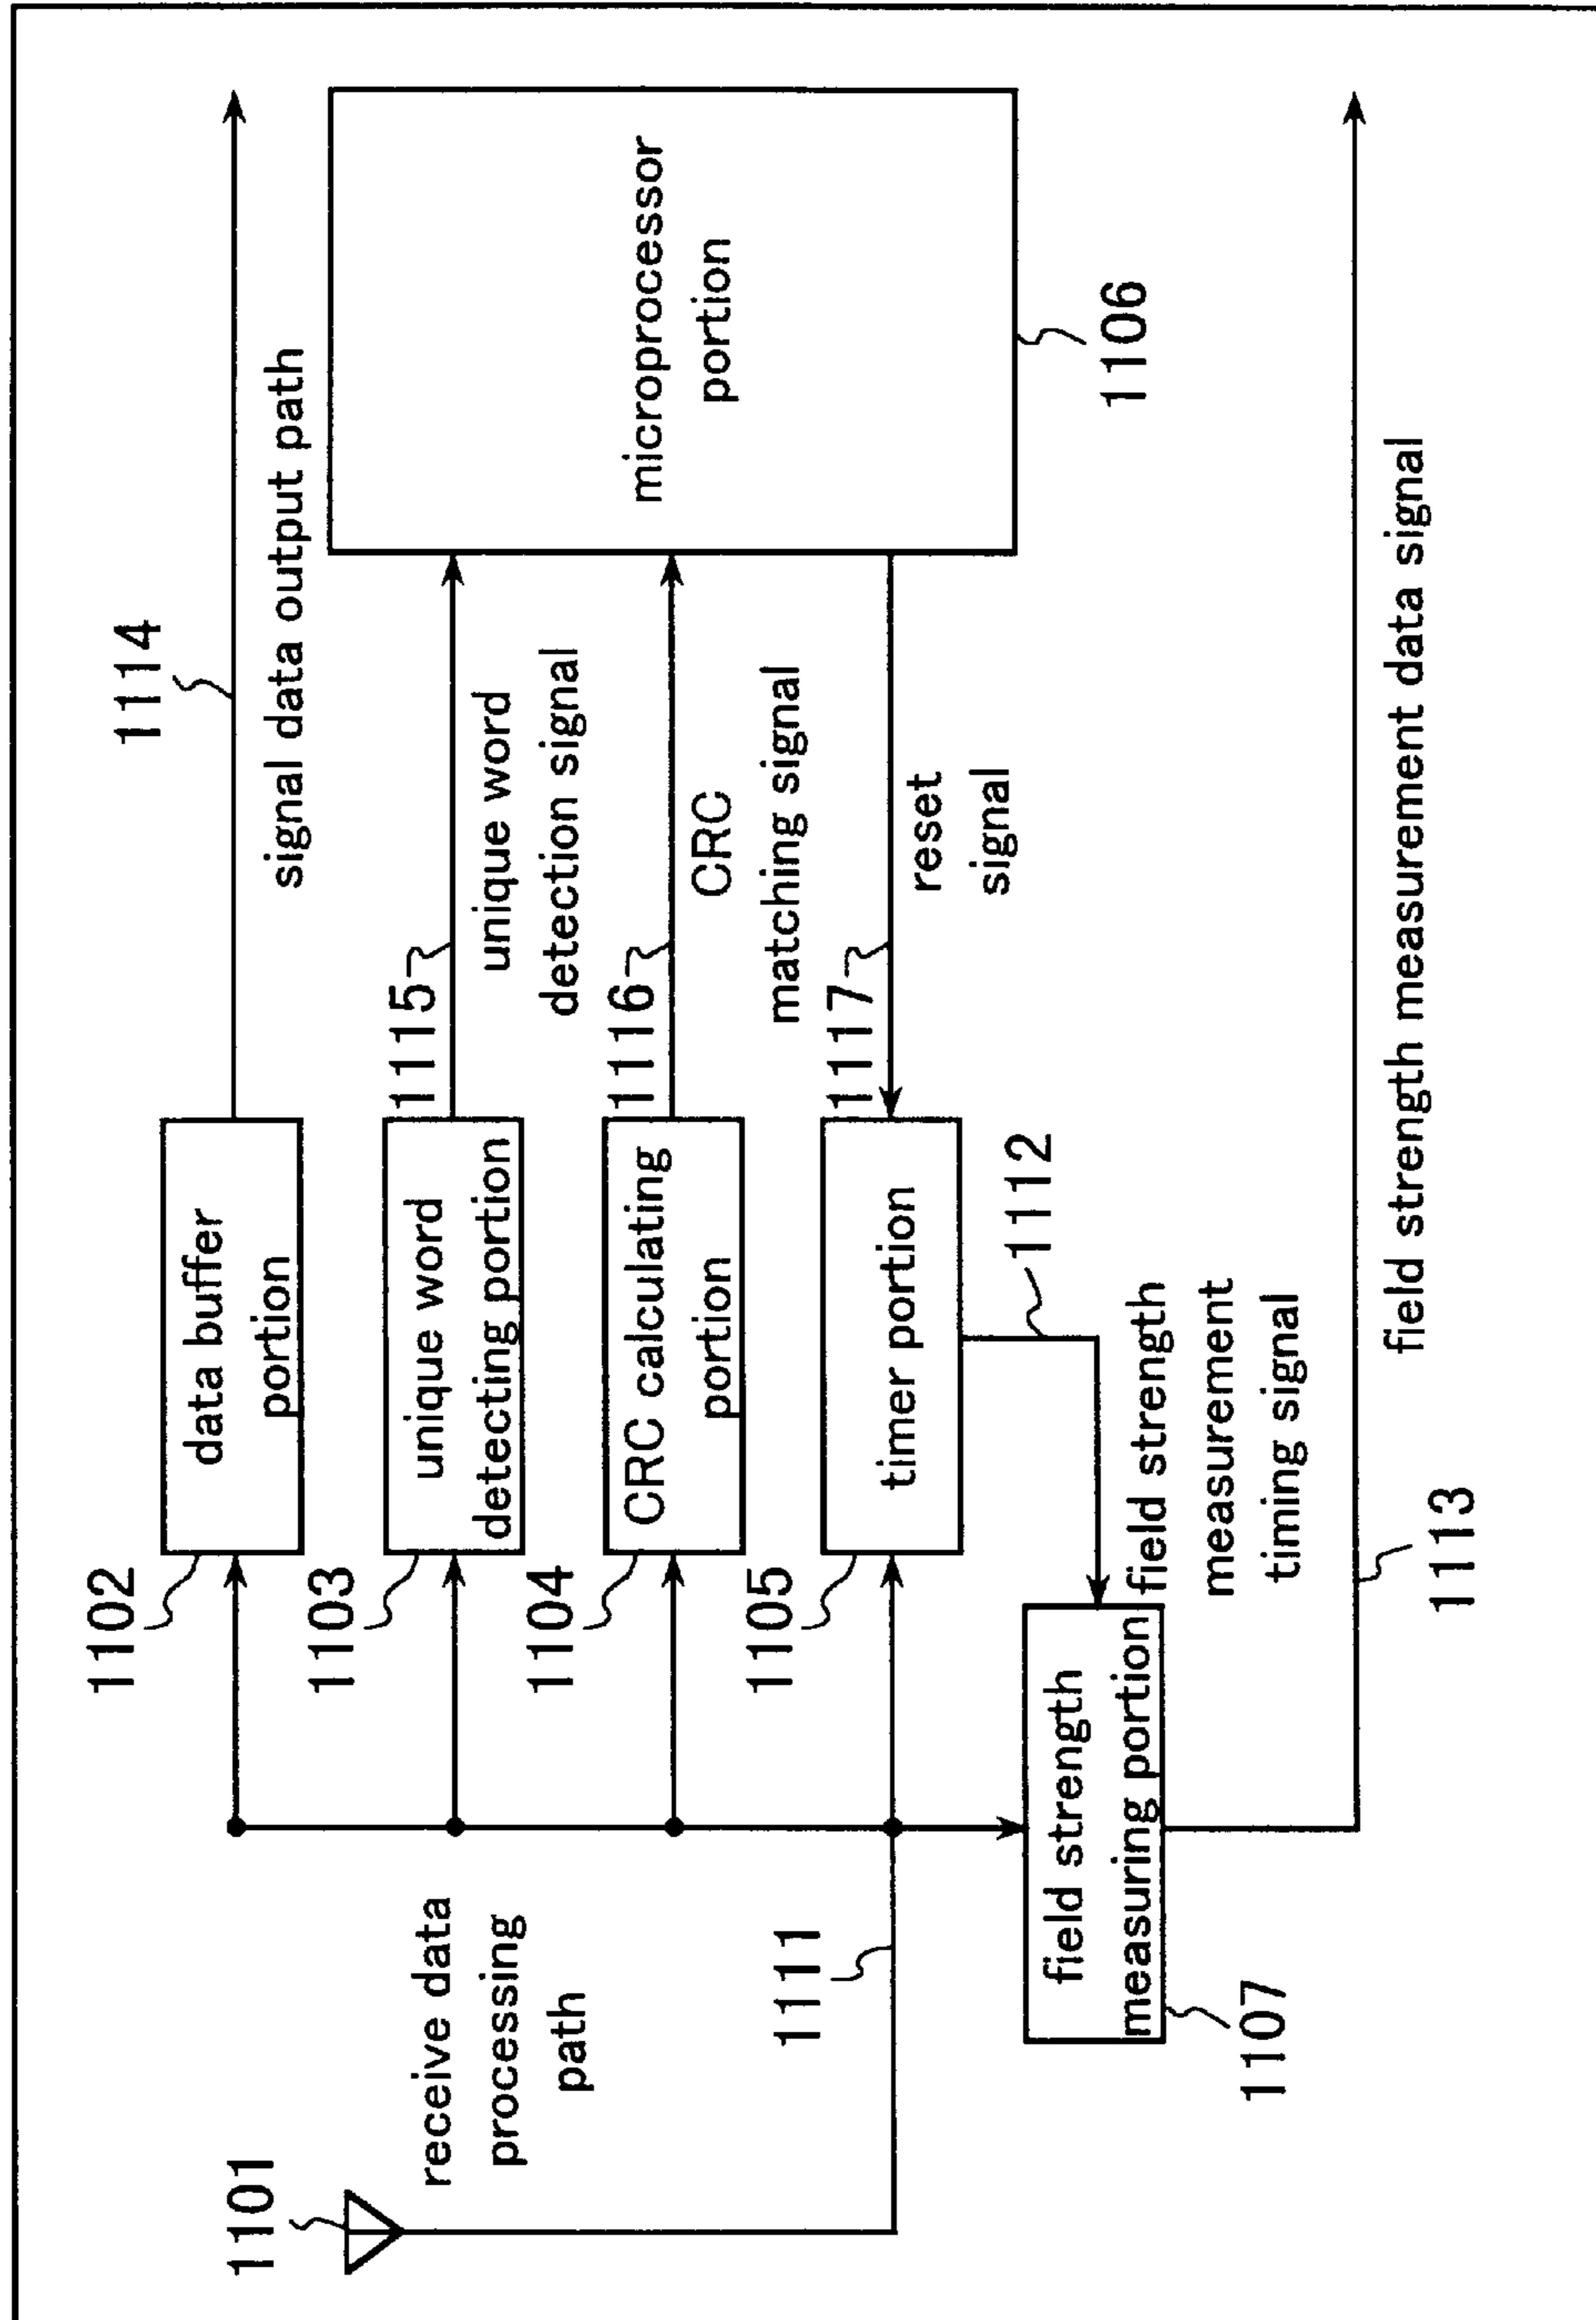 1114
signal data output path
1102
data buffer
portion
microprocessor
portion
1106
1103
unique word
detecting portion
1115
unique word
detection signal
1104
CRC calculating
portion
1116
CRC
matching signal
1105
timer portion
1117
reset
signal
1101
receive data
processing
path
1111
1112
field strength
measurement
timing signal
field strength
measuring portion
1107
1113
field strength measurement data signal